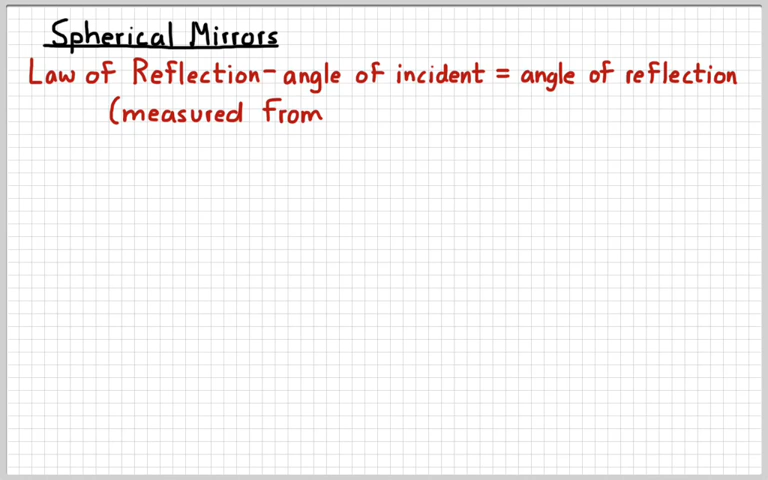 Spherical Mirrors
Law of Reflection - angle of incident = angle of reflection
(measured from